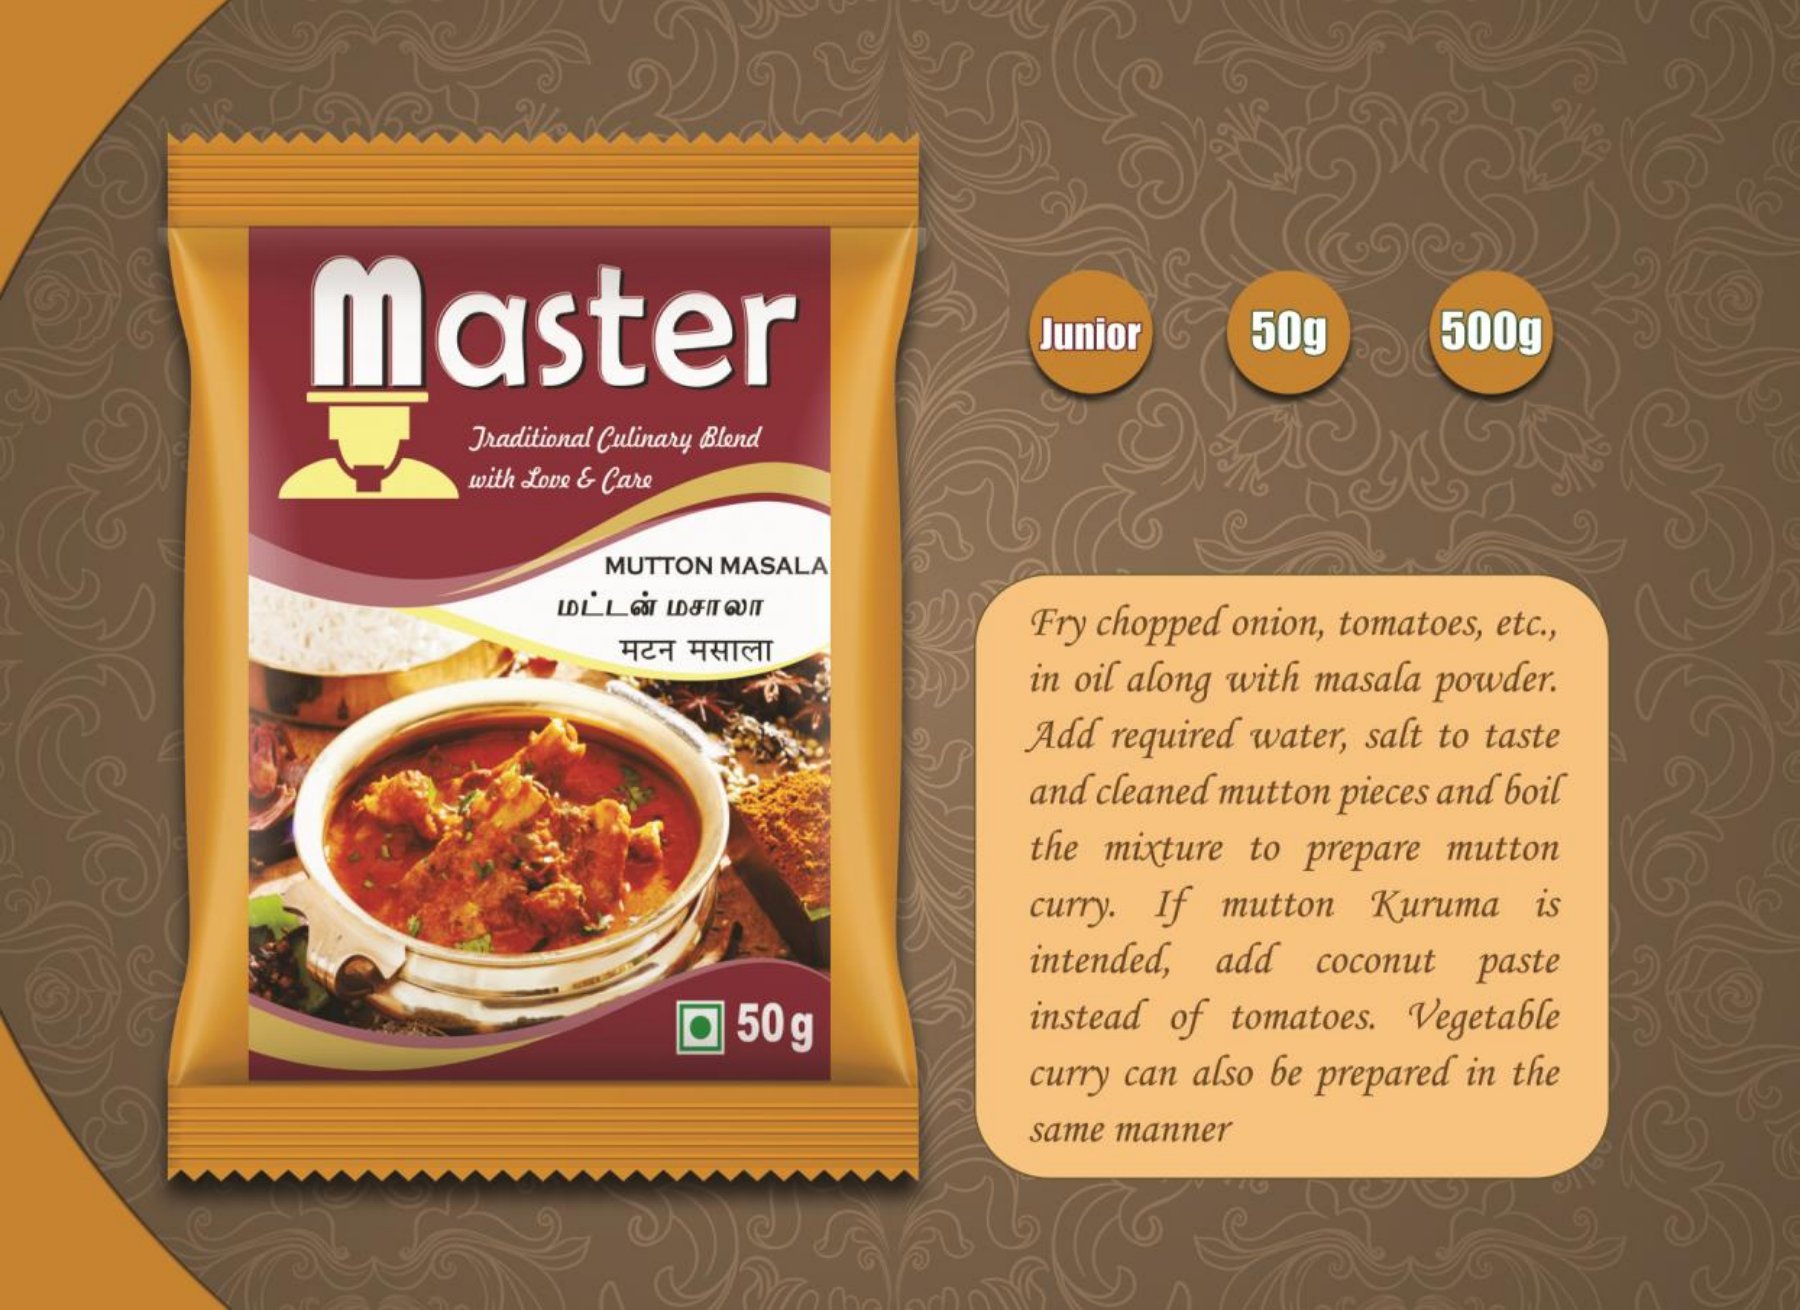 Master
Traditional Culinary Blend
with Love & Care
MUTTON MASALA
மட்டன் மசாலா
मटन मसाला
50g
Junior
50g
500g
Fry chopped onion, tomatoes, etc.,
in oil along with masala powder.
Add required water, salt to taste
and cleaned mutton pieces and boil
the mixture to prepare mutton
curry. If mutton Kuruma is
intended, add coconut paste
instead of tomatoes. Vegetable
curry can also be prepared in the
same manner